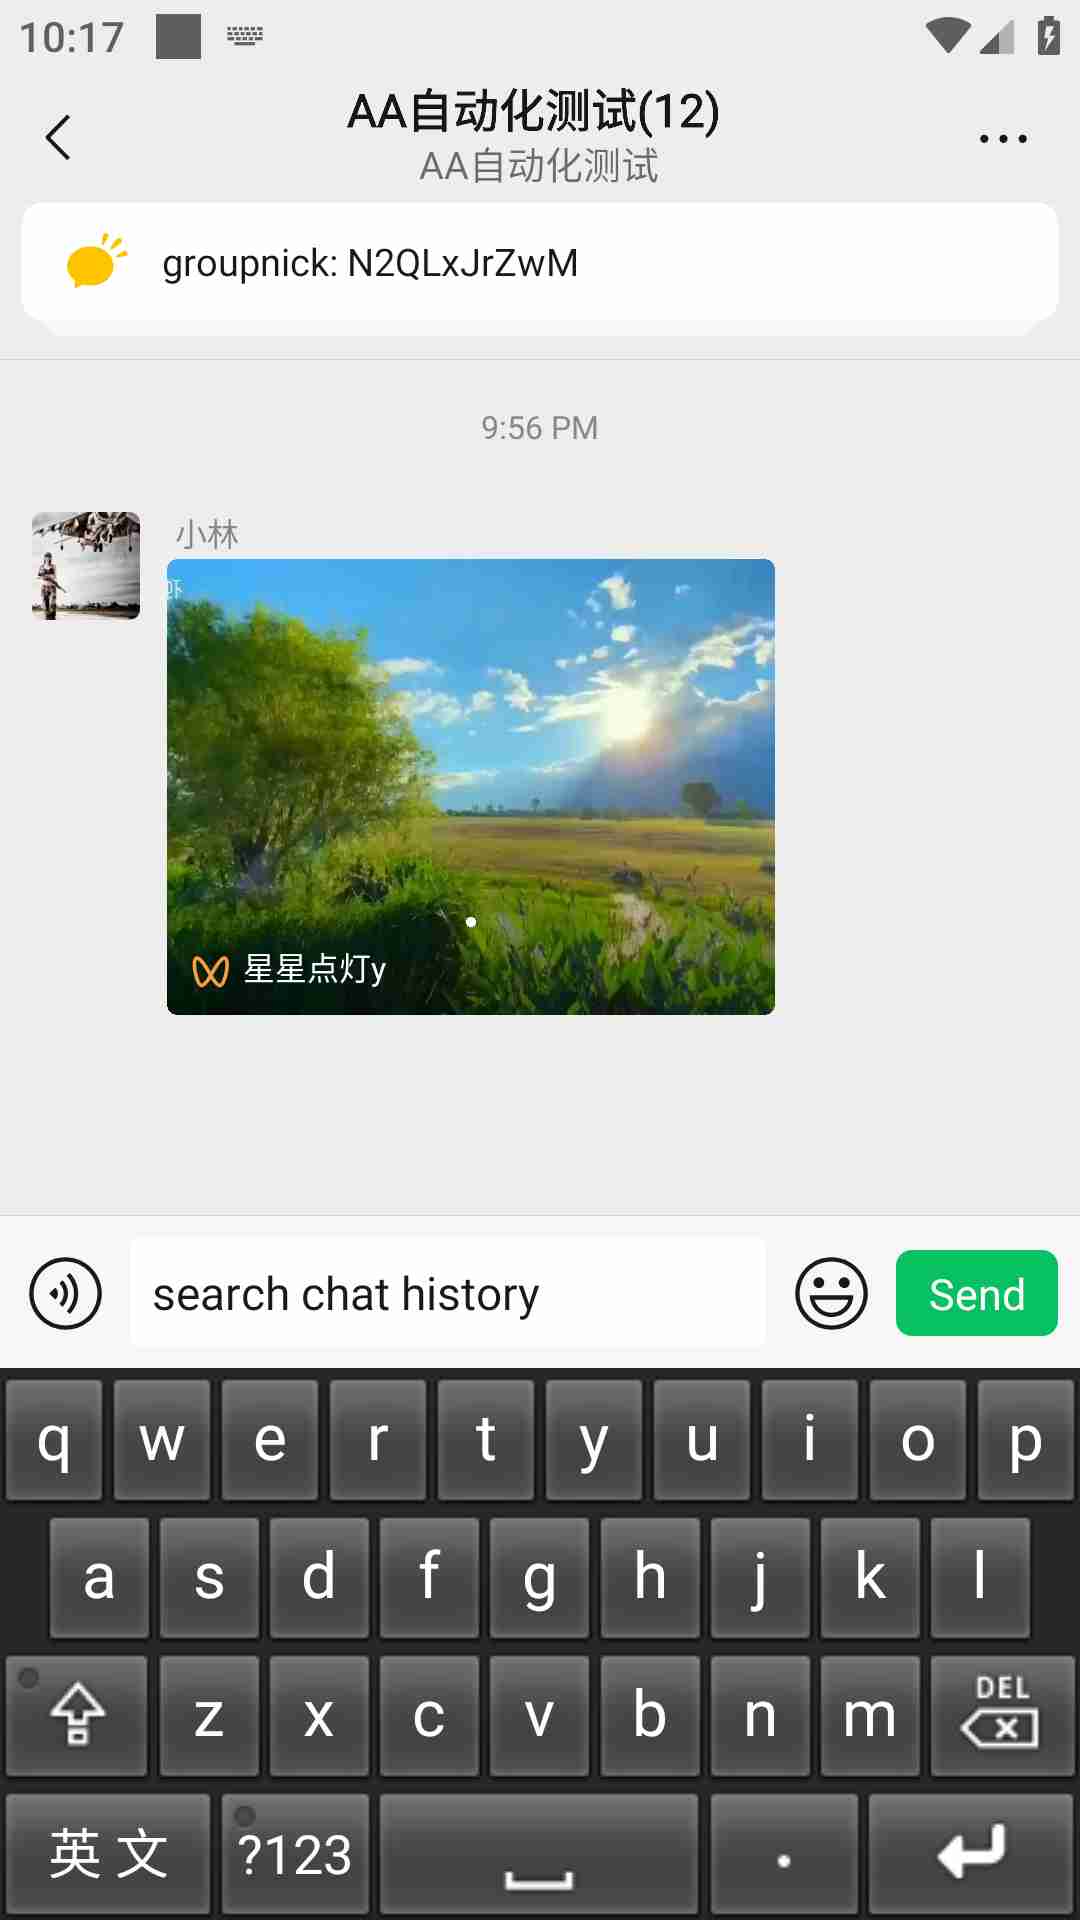 10:17
AA自动化测试(12)
AA自动化测试
groupnick: N2QLxJrZwM
9:56 PM
小林
星星点灯y
search chat history
Send
q w e r t y u i o p
a s d f g h j k l
z x c v b n m DEL
英文 ?123 .